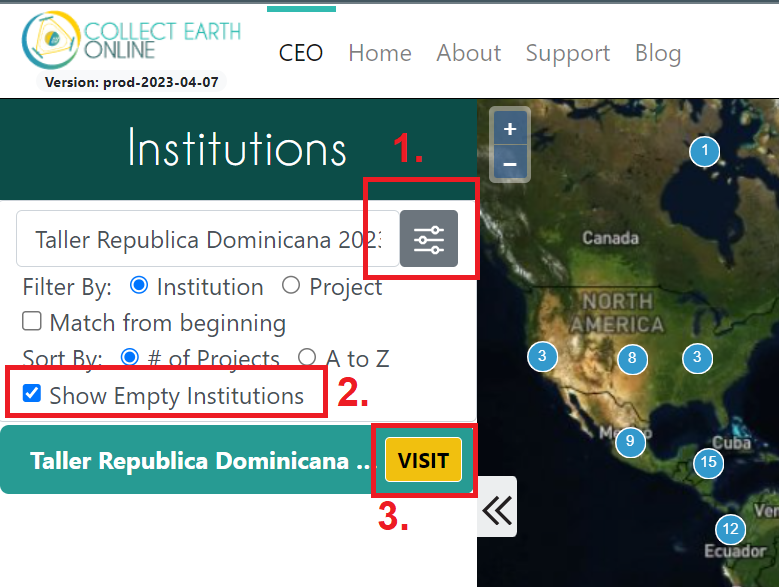 COLLECT EARTH
ONLINE
Version: prod-2023-04-07
CEO Home About Support Blog
Institutions
1.
Taller Republica Dominicana 202
Filter By: Institution Project
Match from beginning
Sort By: # of Projects A to Z
Show Empty Institutions
2.
Taller Republica Dominicana ...
VISIT
3.
+
−
1
Canada
NORTH
AMERICA
3
8
3
9
Cuba
15
12
Ecuador